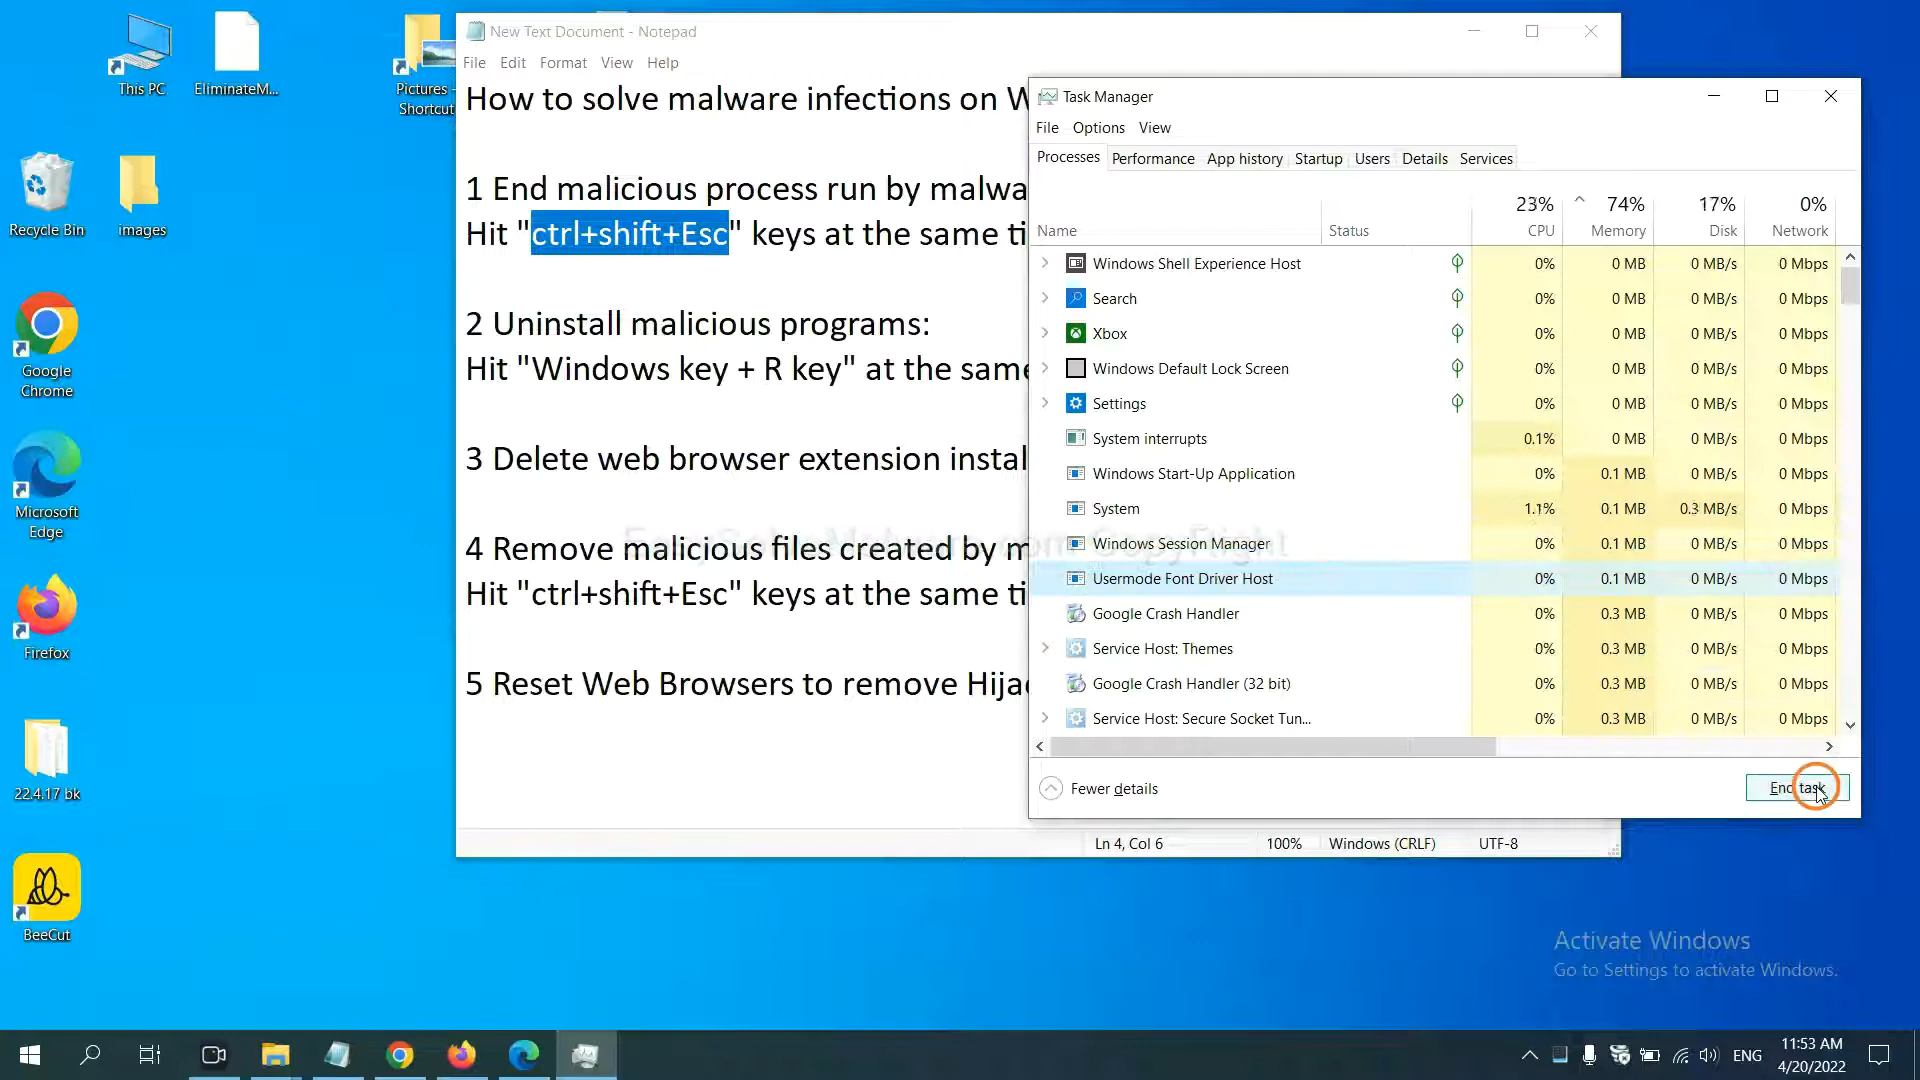 This PC
EliminateM...
Pictures -
Shortcut
Recycle Bin
images
Google
Chrome
Microsoft
Edge
Firefox
22.4.17 bk
BeeCut
New Text Document - Notepad
File Edit Format View Help
How to solve malware infections on W
1 End malicious process run by malwa
Hit "ctrl+shift+Esc" keys at the same ti
2 Uninstall malicious programs:
Hit "Windows key + R key" at the same
3 Delete web browser extension instal
4 Remove malicious files created by m
Hit "ctrl+shift+Esc" keys at the same ti
5 Reset Web Browsers to remove Hijac
Ln 4, Col 6 100% Windows (CRLF) UTF-8
Task Manager
File Options View
Processes Performance App history Startup Users Details Services
23% 74% 17% 0%
Name Status CPU Memory Disk Network
Windows Shell Experience Host 0% 0 MB 0 MB/s 0 Mbps
Search 0% 0 MB 0 MB/s 0 Mbps
Xbox 0% 0 MB 0 MB/s 0 Mbps
Windows Default Lock Screen 0% 0 MB 0 MB/s 0 Mbps
Settings 0% 0 MB 0 MB/s 0 Mbps
System interrupts 0.1% 0 MB 0 MB/s 0 Mbps
Windows Start-Up Application 0% 0.1 MB 0 MB/s 0 Mbps
System 1.1% 0.1 MB 0.3 MB/s 0 Mbps
Windows Session Manager 0% 0.1 MB 0 MB/s 0 Mbps
Usermode Font Driver Host 0% 0.1 MB 0 MB/s 0 Mbps
Google Crash Handler 0% 0.3 MB 0 MB/s 0 Mbps
Service Host: Themes 0% 0.3 MB 0 MB/s 0 Mbps
Google Crash Handler (32 bit) 0% 0.3 MB 0 MB/s 0 Mbps
Service Host: Secure Socket Tun... 0% 0.3 MB 0 MB/s 0 Mbps
Fewer details
End task
Activate Windows
Go to Settings to activate Windows.
ENG
11:53 AM
4/20/2022